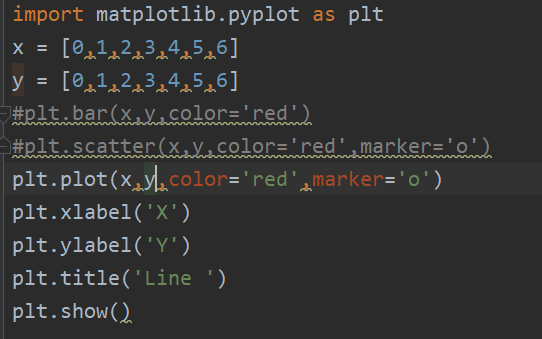 import matplotlib.pyplot as plt
x = [0,1,2,3,4,5,6]
y = [0,1,2,3,4,5,6]
#plt.bar(x,y,color='red')
#plt.scatter(x,y,color='red',marker='o')
plt.plot(x,y,color='red',marker='o')
plt.xlabel('X')
plt.ylabel('Y')
plt.title('Line ')
plt.show()